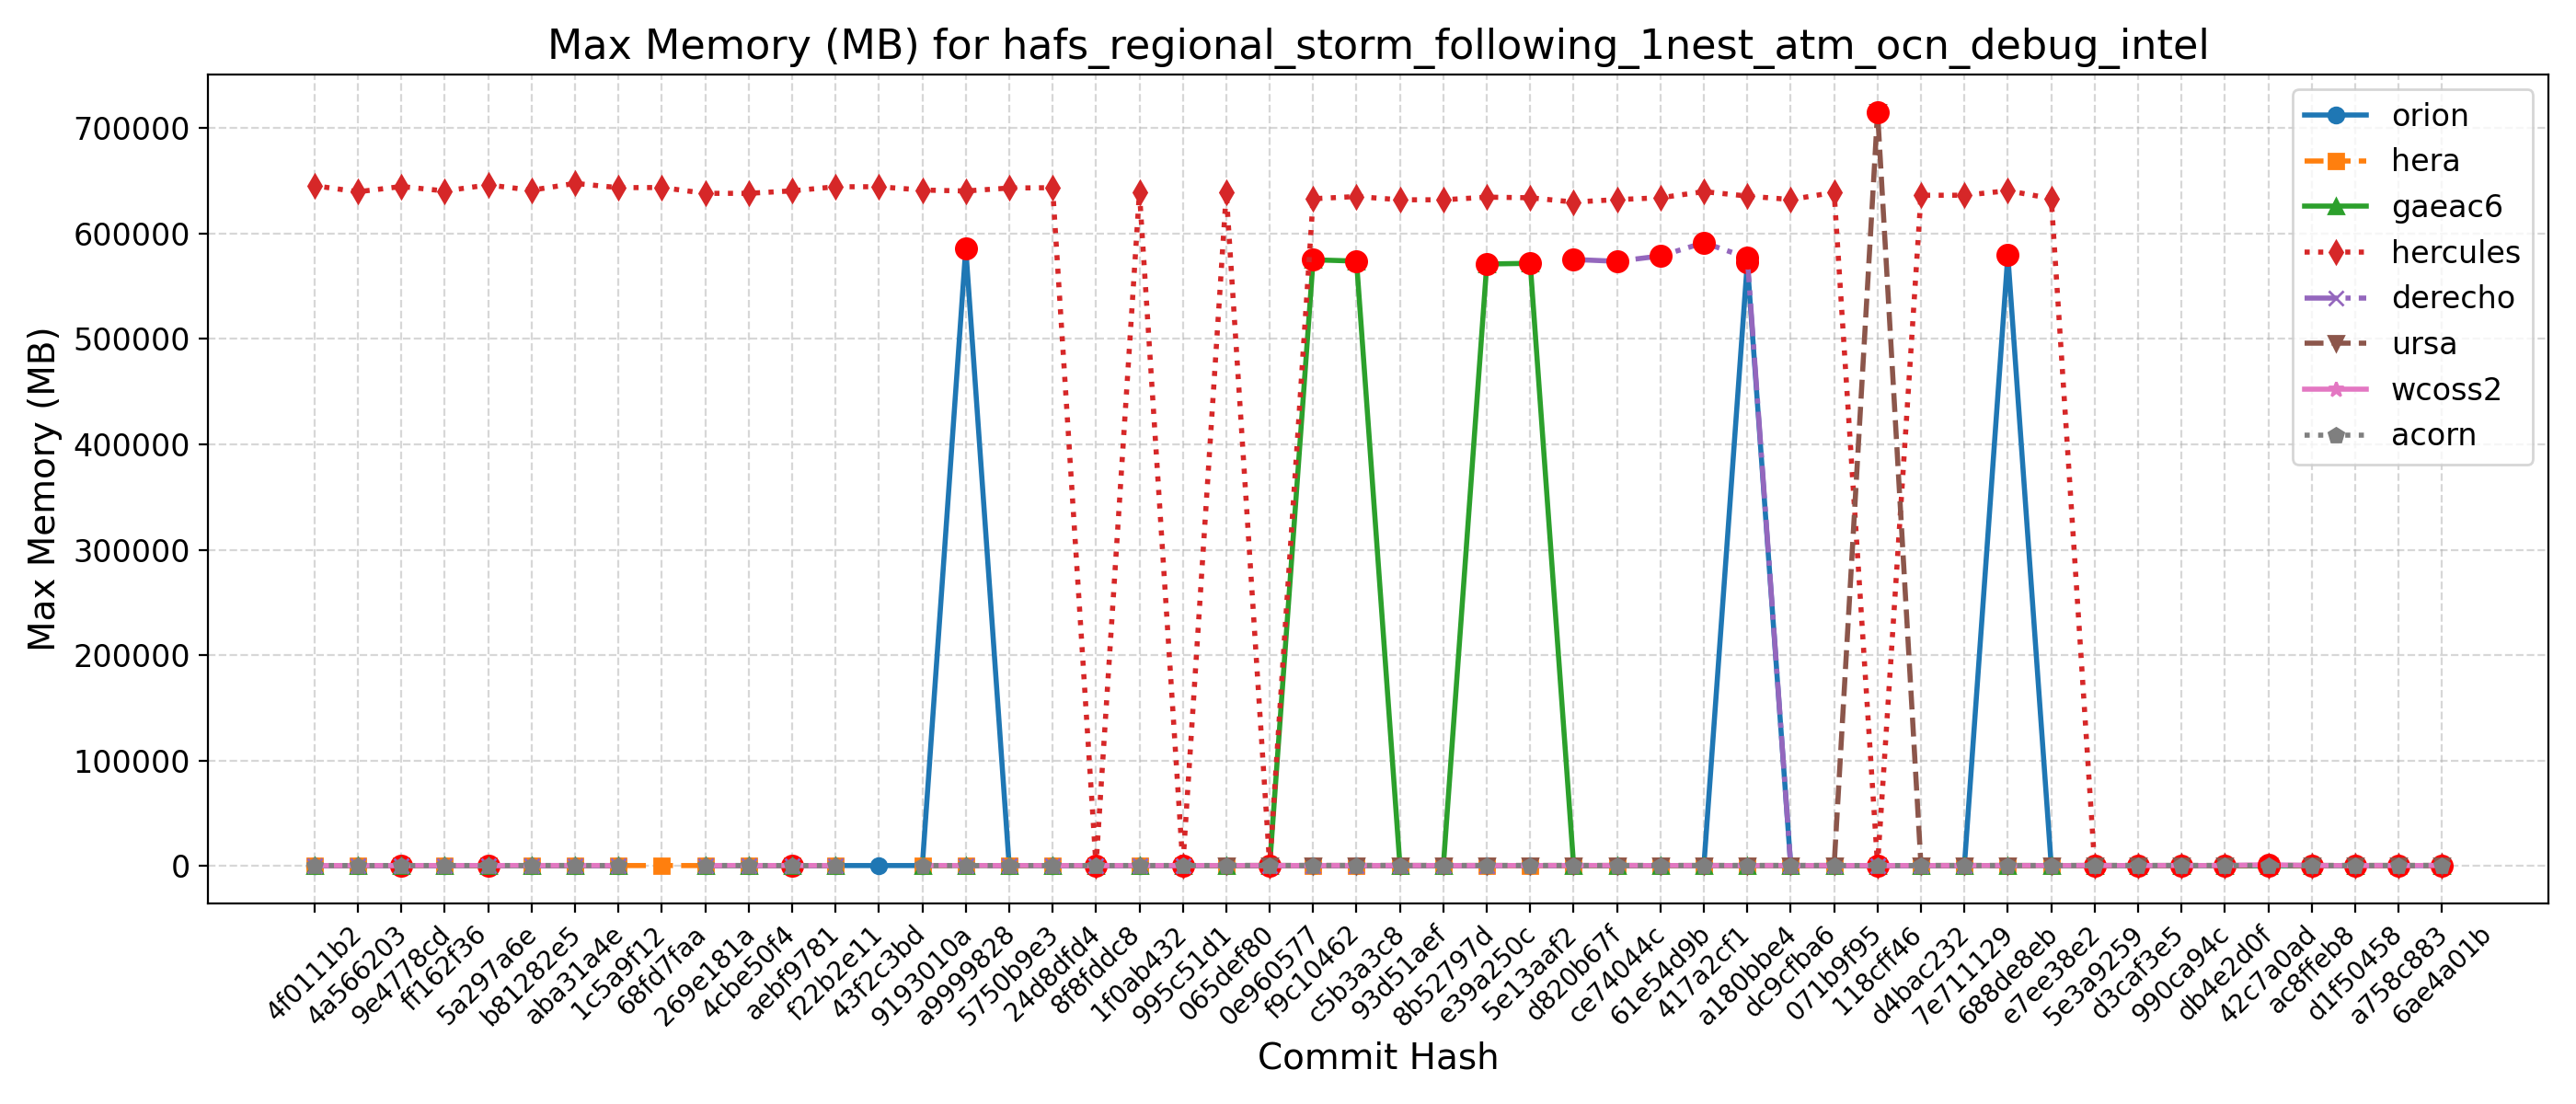 Max Memory (MB) for hafs_regional_storm_following_1nest_atm_ocn_debug_intel
Max Memory (MB)
700000
600000
500000
400000
300000
200000
100000
0
orion
hera
gaeac6
hercules
derecho
ursa
wcoss2
acorn
4f0111b2
4a566203
9e4778cd
ff162f36
5a297a6e
b81282e5
aba31a4e
1c5a9f12
68fd7faa
269e181a
4cbe50f4
aebf9781
f22b2e11
43f2c3bd
9193010a
a9999828
5750b9e3
24d8dfd4
8f8fddc8
1f0ab432
995c51d1
065def80
0e960577
f9c10462
c5b3a3c8
93d51aef
8b52797d
e39a250c
5e13aaf2
d820b67f
ce74044c
61e54d9b
417a2cf1
a180bbe4
dc9cfba6
071b9f95
118cff46
d4bac232
7e711129
688de8eb
e7ee38e2
5e3a9259
d3caf3e5
990ca94c
db4e2d0f
42c7a0ad
ac8ffeb8
d1f50458
a758c883
6ae4a01b
Commit Hash